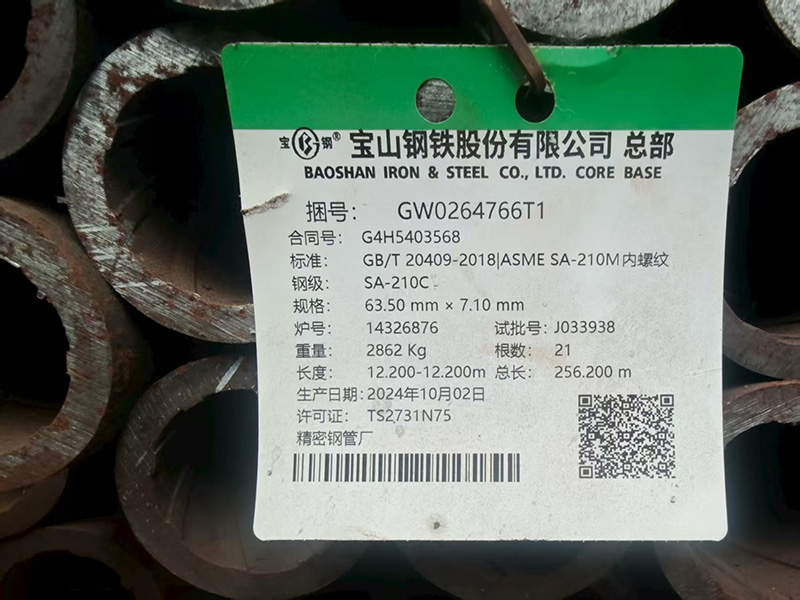 宝钢® 宝山钢铁股份有限公司 总部
BAOSHAN IRON & STEEL CO., LTD. CORE BASE
捆号: GW0264766T1
合同号: G4H5403568
标准: GB/T 20409-2018|ASME SA-210M内螺纹
钢级: SA-210C
规格: 63.50 mm × 7.10 mm
炉号: 14326876 试批号: J033938
重量: 2862 Kg 根数: 21
长度: 12.200-12.200m 总长: 256.200 m
生产日期: 2024年10月02日
许可证: TS2731N75
精密钢管厂